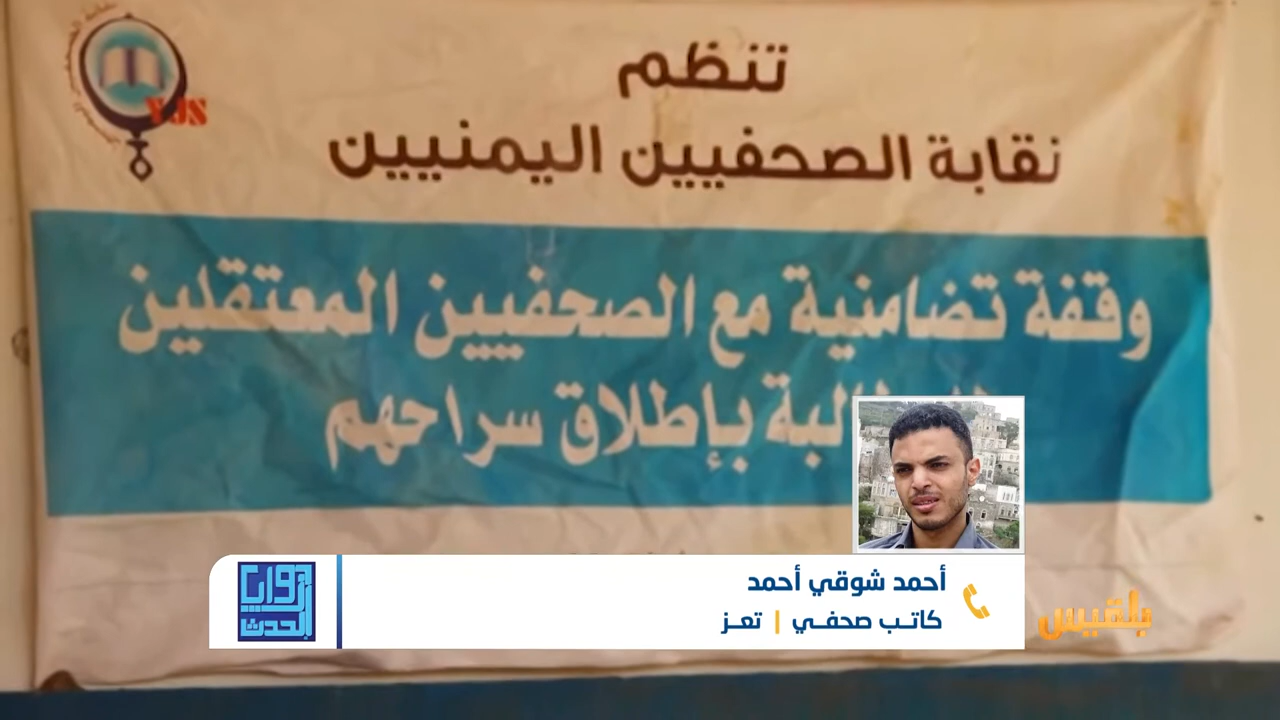 YJS
تنظم
نقابة الصحفيين اليمنيين
وقفة تضامنية مع الصحفيين المعتقلين
بإطلاق سراحهم
أحمد شوقي أحمد
كاتب صحفي | تعز
بلقيس
زوايا الحدث